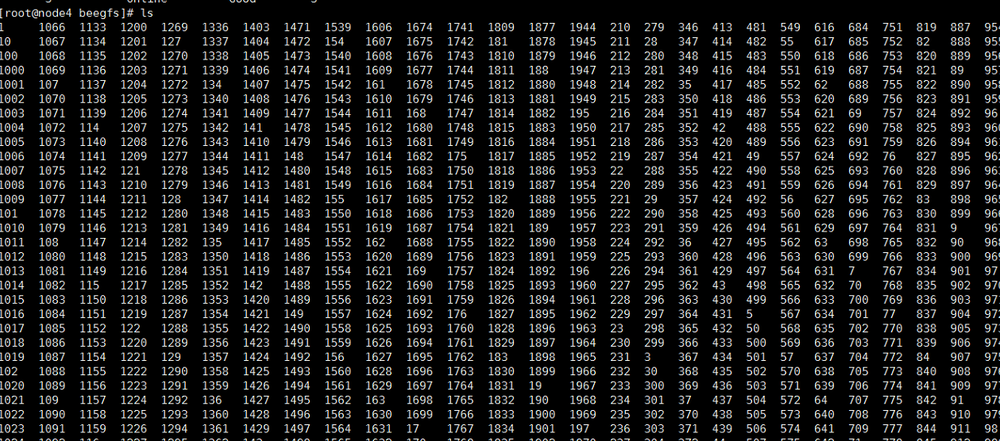 [root@node4 beegfs]# ls
1 1066 1133 1200 1269 1336 1403 1471 1539 1606 1674 1741 1809 1877 1944 210 279 346 413 481 549 616 684 751 819 887
10 1067 1134 1201 127 1337 1404 1472 154 1607 1675 1742 181 1878 1945 211 28 347 414 482 55 617 685 752 82 888
100 1068 1135 1202 1270 1338 1405 1473 1540 1608 1676 1743 1810 1879 1946 212 280 348 415 483 550 618 686 753 820 889
1000 1069 1136 1203 1271 1339 1406 1474 1541 1609 1677 1744 1811 188 1947 213 281 349 416 484 551 619 687 754 821 89
1001 107 1137 1204 1272 134 1407 1475 1542 161 1678 1745 1812 1880 1948 214 282 35 417 485 552 62 688 755 822 890
1002 1070 1138 1205 1273 1340 1408 1476 1543 1610 1679 1746 1813 1881 1949 215 283 350 418 486 553 620 689 756 823 891
1003 1071 1139 1206 1274 1341 1409 1477 1544 1611 168 1747 1814 1882 195 216 284 351 419 487 554 621 69 757 824 892
1004 1072 114 1207 1275 1342 141 1478 1545 1612 1680 1748 1815 1883 1950 217 285 352 42 488 555 622 690 758 825 893
1005 1073 1140 1208 1276 1343 1410 1479 1546 1613 1681 1749 1816 1884 1951 218 286 353 420 489 556 623 691 759 826 894
1006 1074 1141 1209 1277 1344 1411 148 1547 1614 1682 175 1817 1885 1952 219 287 354 421 49 557 624 692 76 827 895
1007 1075 1142 121 1278 1345 1412 1480 1548 1615 1683 1750 1818 1886 1953 22 288 355 422 490 558 625 693 760 828 896
1008 1076 1143 1210 1279 1346 1413 1481 1549 1616 1684 1751 1819 1887 1954 220 289 356 423 491 559 626 694 761 829 897
1009 1077 1144 1211 128 1347 1414 1482 155 1617 1685 1752 182 1888 1955 221 29 357 424 492 56 627 695 762 83 898
101 1078 1145 1212 1280 1348 1415 1483 1550 1618 1686 1753 1820 1889 1956 222 290 358 425 493 560 628 696 763 830 899
1010 1079 1146 1213 1281 1349 1416 1484 1551 1619 1687 1754 1821 189 1957 223 291 359 426 494 561 629 697 764 831 9
1011 108 1147 1214 1282 135 1417 1485 1552 162 1688 1755 1822 1890 1958 224 292 36 427 495 562 63 698 765 832 90
1012 1080 1148 1215 1283 1350 1418 1486 1553 1620 1689 1756 1823 1891 1959 225 293 360 428 496 563 630 699 766 833 900
1013 1081 1149 1216 1284 1351 1419 1487 1554 1621 169 1757 1824 1892 196 226 294 361 429 497 564 631 7 767 834 901
1014 1082 115 1217 1285 1352 142 1488 1555 1622 1690 1758 1825 1893 1960 227 295 362 43 498 565 632 70 768 835 902
1015 1083 1150 1218 1286 1353 1420 1489 1556 1623 1691 1759 1826 1894 1961 228 296 363 430 499 566 633 700 769 836 903
1016 1084 1151 1219 1287 1354 1421 149 1557 1624 1692 176 1827 1895 1962 229 297 364 431 5 567 634 701 77 837 904
1017 1085 1152 122 1288 1355 1422 1490 1558 1625 1693 1760 1828 1896 1963 23 298 365 432 50 568 635 702 770 838 905
1018 1086 1153 1220 1289 1356 1423 1491 1559 1626 1694 1761 1829 1897 1964 230 299 366 433 500 569 636 703 771 839 906
1019 1087 1154 1221 129 1357 1424 1492 156 1627 1695 1762 183 1898 1965 231 3 367 434 501 57 637 704 772 84 907
102 1088 1155 1222 1290 1358 1425 1493 1560 1628 1696 1763 1830 1899 1966 232 30 368 435 502 570 638 705 773 840 908
1020 1089 1156 1223 1291 1359 1426 1494 1561 1629 1697 1764 1831 19 1967 233 300 369 436 503 571 639 706 774 841 909
1021 109 1157 1224 1292 136 1427 1495 1562 163 1698 1765 1832 190 1968 234 301 37 437 504 572 64 707 775 842 91
1022 1090 1158 1225 1293 1360 1428 1496 1563 1630 1699 1766 1833 1900 1969 235 302 370 438 505 573 640 708 776 843 910
1023 1091 1159 1226 1294 1361 1429 1497 1564 1631 17 1767 1834 1901 197 236 303 371 439 506 574 641 709 777 844 911